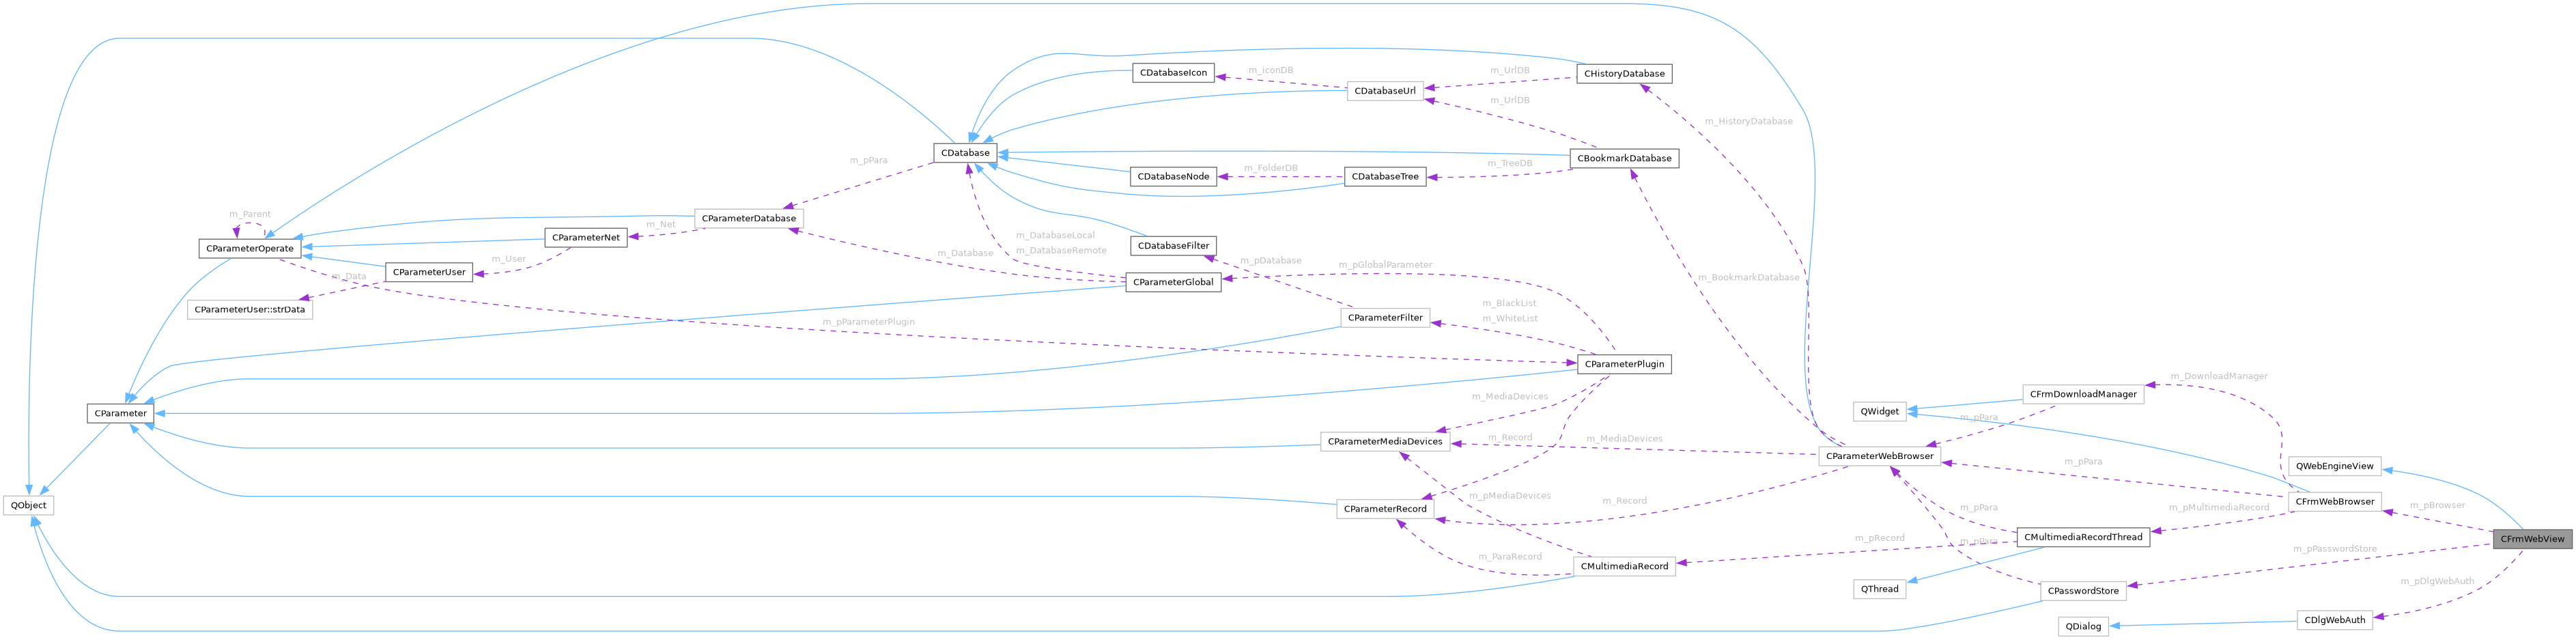 CDatabaseIcon
m_iconDB
CDatabaseUrl
m_UrlDB
CHistoryDatabase
m_UrlDB
m_HistoryDatabase
CDatabase
m_pPara
CDatabaseNode
m_FolderDB
CDatabaseTree
m_TreeDB
CBookmarkDatabase
m_Parent
CParameterOperate
CParameterDatabase
m_Net
CParameterNet
m_DatabaseLocal
m_DatabaseRemote
CDatabaseFilter
m_User
CParameterUser
m_Data
CParameterUser::strData
m_Database
CParameterGlobal
m_pDatabase
m_pGlobalParameter
m_BookmarkDatabase
m_pParameterPlugin
CParameterFilter
m_BlackList
m_WhiteList
CParameterPlugin
CParameter
m_MediaDevices
CParameterMediaDevices
m_Record
m_MediaDevices
QWidget
m_pPara
CFrmDownloadManager
m_DownloadManager
CParameterWebBrowser
m_pPara
QWebEngineView
QObject
CParameterRecord
m_pMediaDevices
m_Record
m_pPara
m_pMultimediaRecord
CFrmWebBrowser
m_pBrowser
CFrmWebView
m_ParaRecord
CMultimediaRecord
m_pRecord
m_pPara
CMultimediaRecordThread
m_pPasswordStore
QThread
CPasswordStore
m_pDlgWebAuth
QDialog
CDlgWebAuth